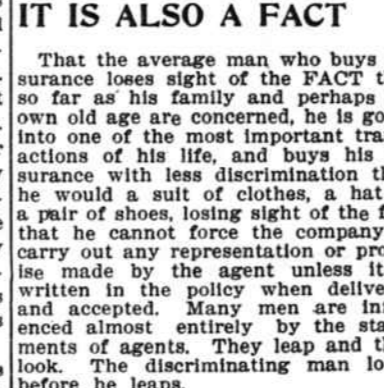 IT IS ALSO A FACT
That the average man who buys
surance loses sight of the FACT t
so far as his family and perhaps
own old age are concerned, he is go
into one of the most important tra
actions of his life, and buys his
surance with less discrimination th
he would a suit of clothes, a hat
a pair of shoes, losing sight of the f
that he cannot force the company
carry out any representation or pro
ise made by the agent unless it
written in the policy when delive
and accepted. Many men are infl
enced almost entirely by the sta
ments of agents. They leap and th
look. The discriminating man lo
before he leaps.